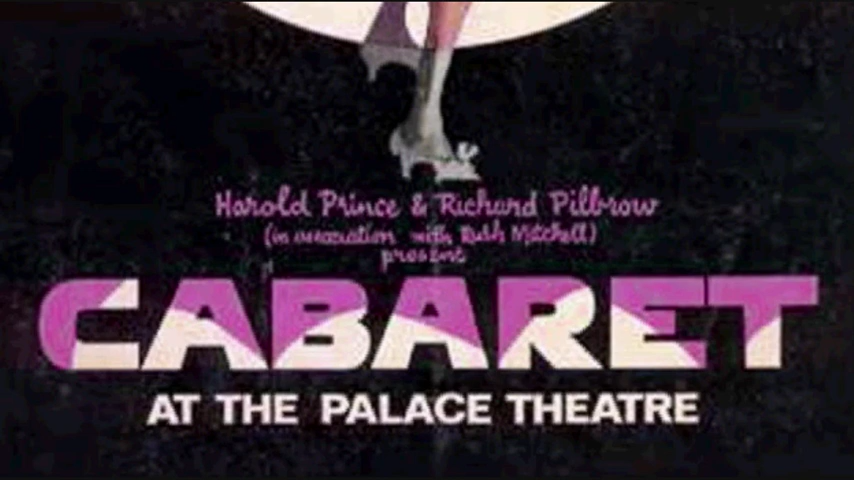 Harold Prince & Richard Pilbrow
(in association with Ruth Mitchell)
present
CABARET
AT THE PALACE THEATRE